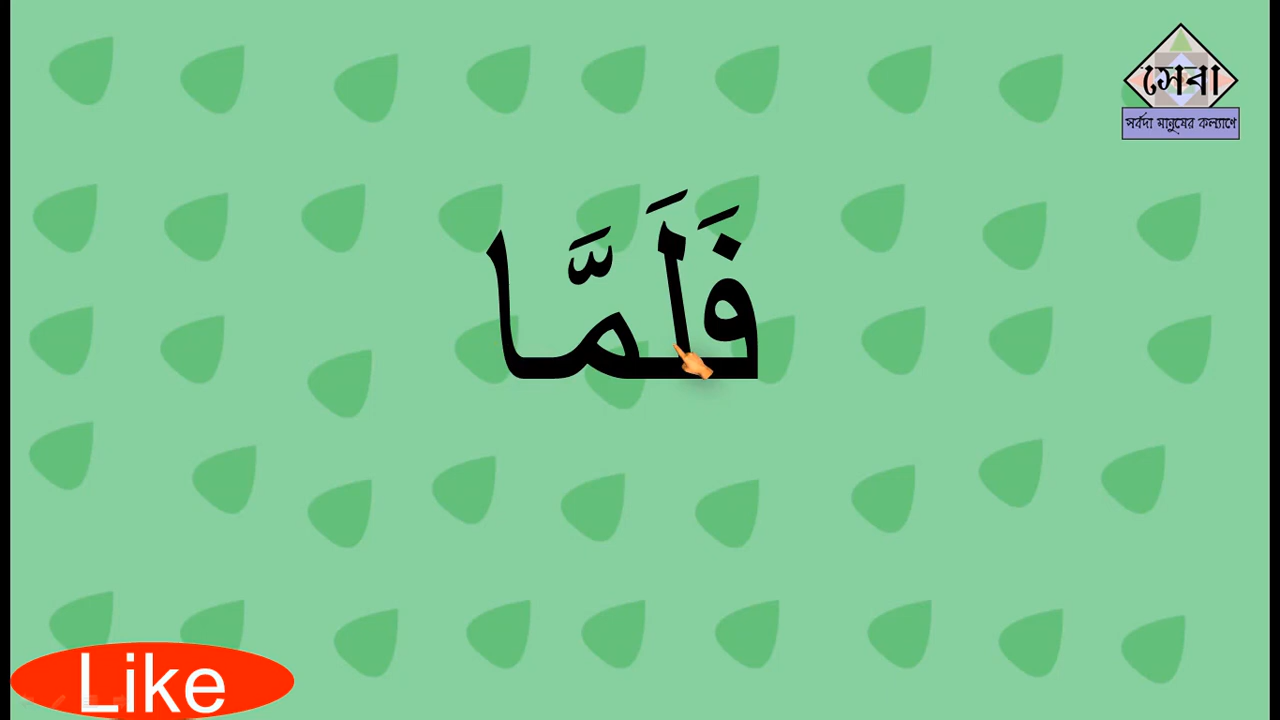 সেবা
সর্বদা মানুষের কল্যাণে
فَلَمَّا
Like